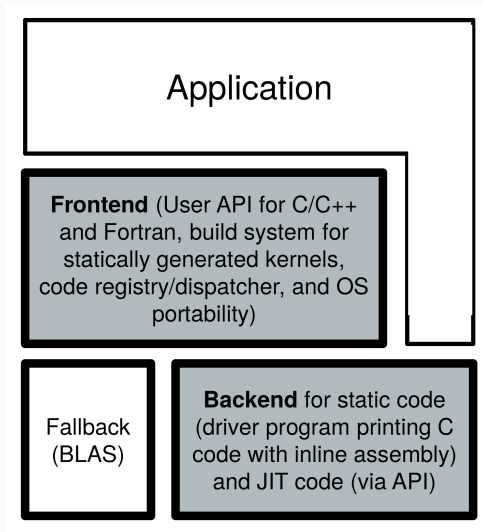 Application
Frontend (User API for C/C++
and Fortran, build system for
statically generated kernels,
code registry/dispatcher, and OS
portability)
Fallback
(BLAS)
Backend for static code
(driver program printing C
code with inline assembly)
and JIT code (via API)